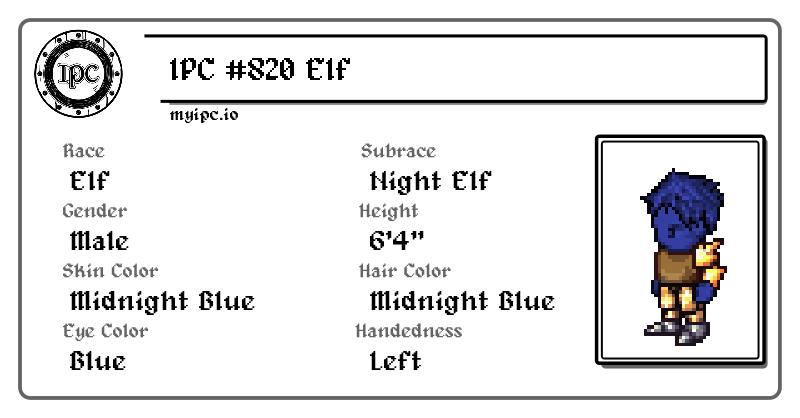 IPC
IPC #820 Elf
myipc.io
Race
Elf
Subrace
Night Elf
Gender
Male
Height
6'4"
Skin Color
Midnight Blue
Hair Color
Midnight Blue
Eye Color
Blue
Handedness
Left